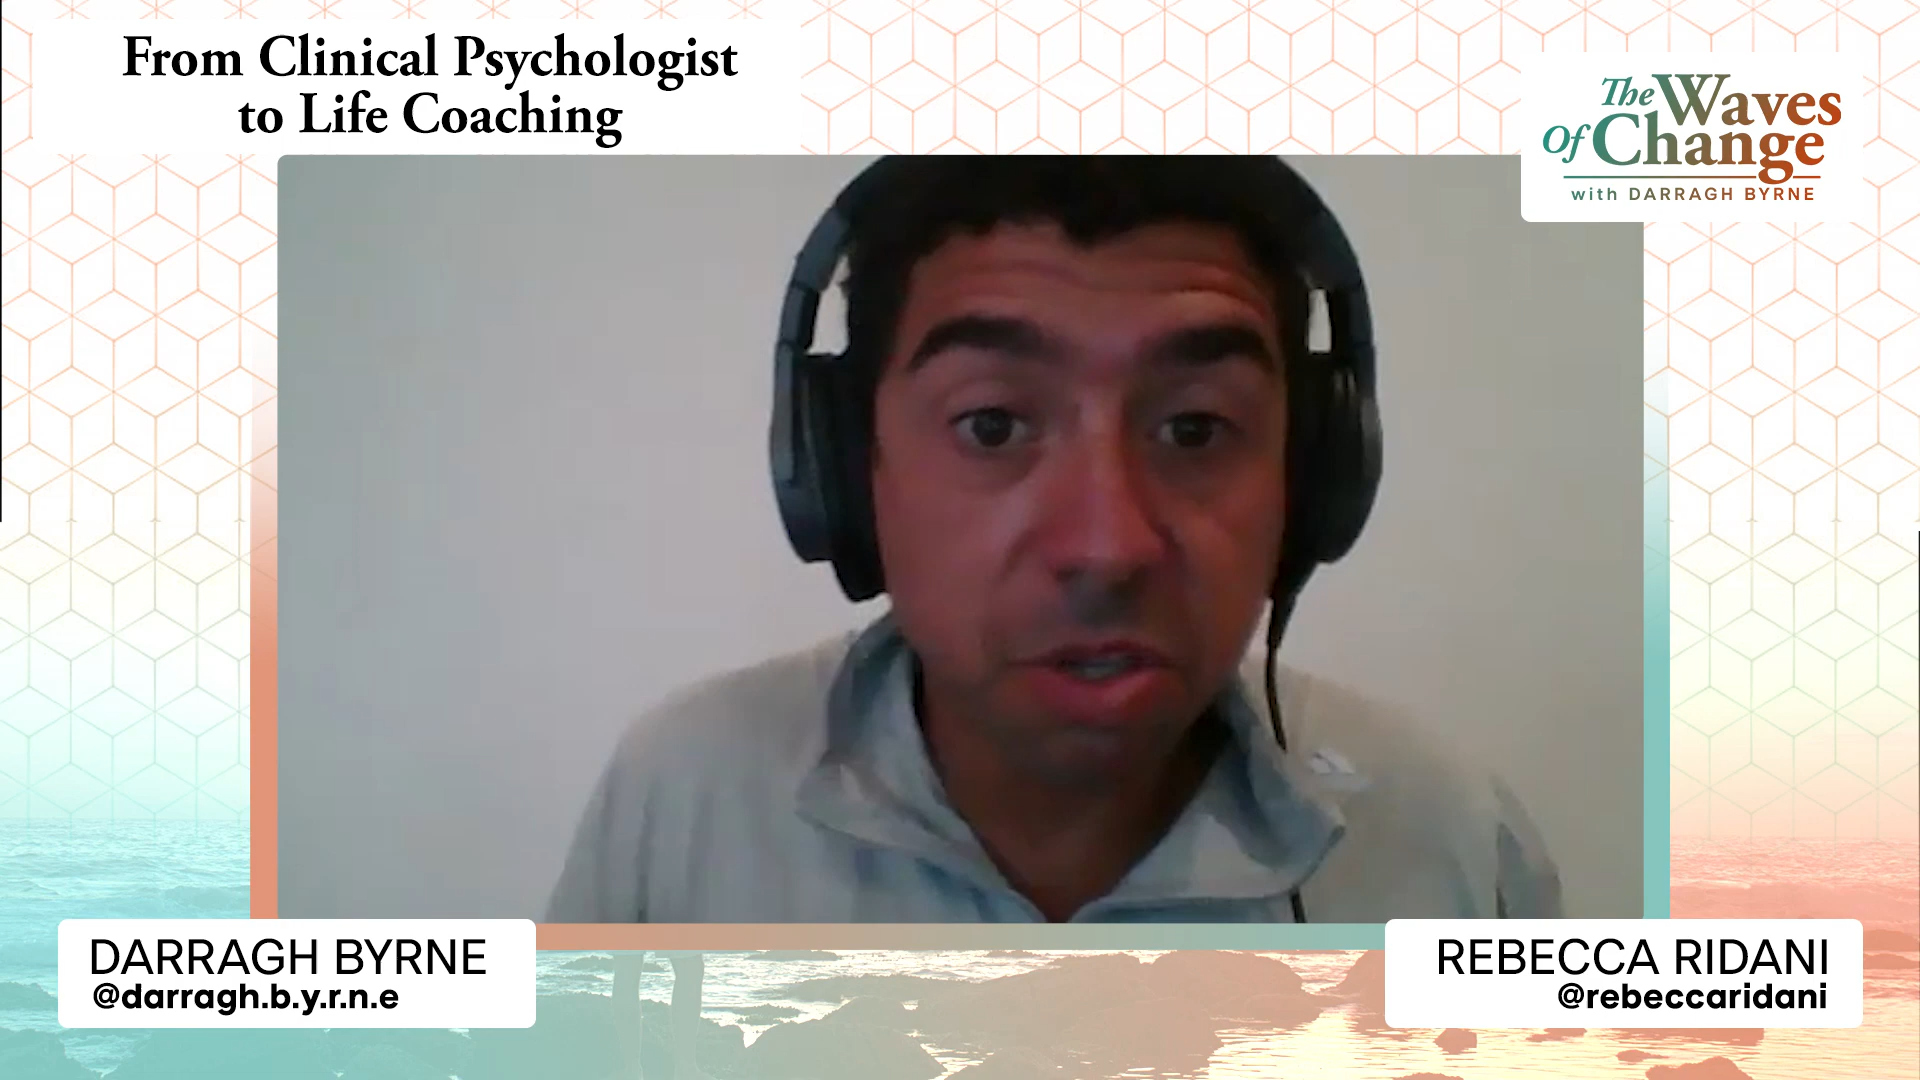 From Clinical Psychologist
to Life Coaching
The Waves
Of Change
with DARRAGH BYRNE
DARRAGH BYRNE
@darragh.b.y.r.n.e
REBECCA RIDANI
@rebeccaridani